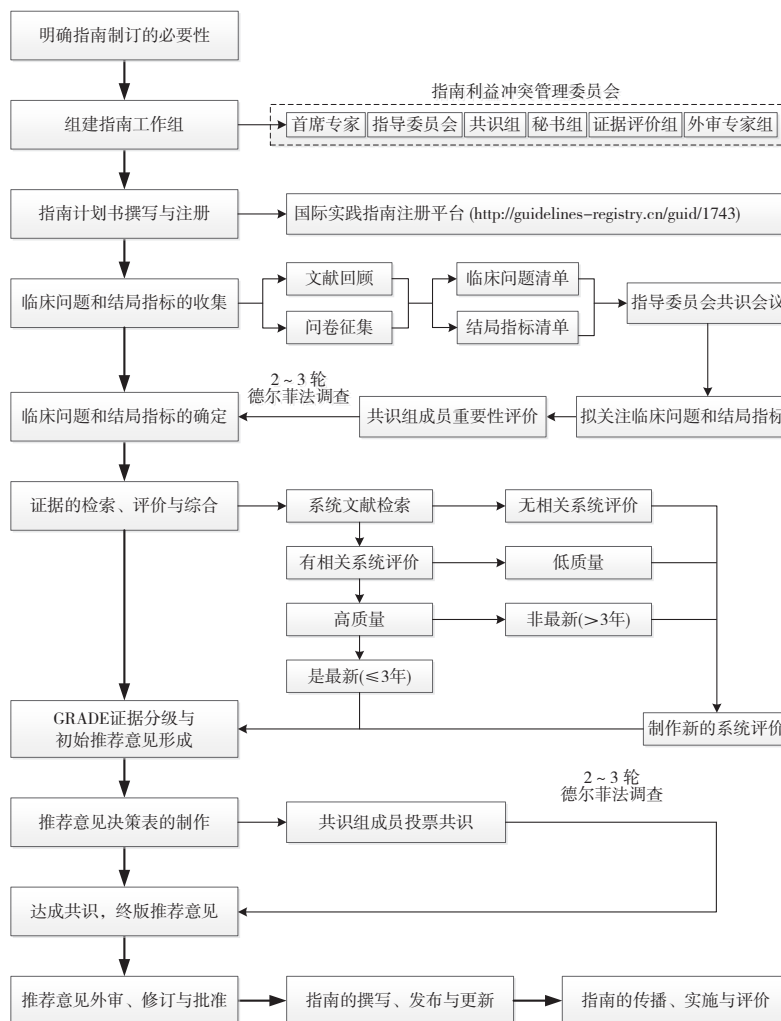 明确指南制订的必要性
指南利益冲突管理委员会
组建指南工作组
首席专家
指导委员会
共识组
秘书组
证据评价组
外审专家组
指南计划书撰写与注册
国际实践指南注册平台 (http://guidelines-registry.cn/guid/1743)
临床问题和结局指标的收集
文献回顾
问卷征集
临床问题清单
结局指标清单
指导委员会共识会议
临床问题和结局指标的确定
2～3 轮
德尔菲法调查
共识组成员重要性评价
拟关注临床问题和结局指标
证据的检索、评价与综合
系统文献检索
无相关系统评价
有相关系统评价
低质量
高质量
非最新(＞3年)
是最新(≤3年)
GRADE证据分级与
初始推荐意见形成
制作新的系统评价
2～3 轮
德尔菲法调查
推荐意见决策表的制作
共识组成员投票共识
达成共识，终版推荐意见
推荐意见外审、修订与批准
指南的撰写、发布与更新
指南的传播、实施与评价